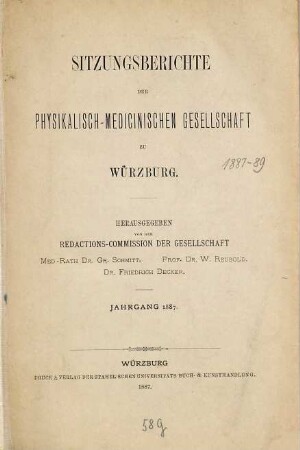 SITZUNGSBERICHTE
DER
PHYSIKALISCH-MEDICINISCHEN GESELLSCHAFT
ZU
1887-89
WÜRZBURG.
HERAUSGEGEBEN
VON DER
REDACTIONS-COMMISSION DER GESELLSCHAFT
MED.-RATH DR. GR. SCHMITT. PROF. DR. W. REUBOLD.
DR. FRIEDRICH DECKER.
JAHRGANG 1887.
WÜRZBURG
DRUCK & VERLAG DER STAHEL'SCHEN UNIVERSITÄTS-BUCH- & KUNSTHANDLUNG.
1887.